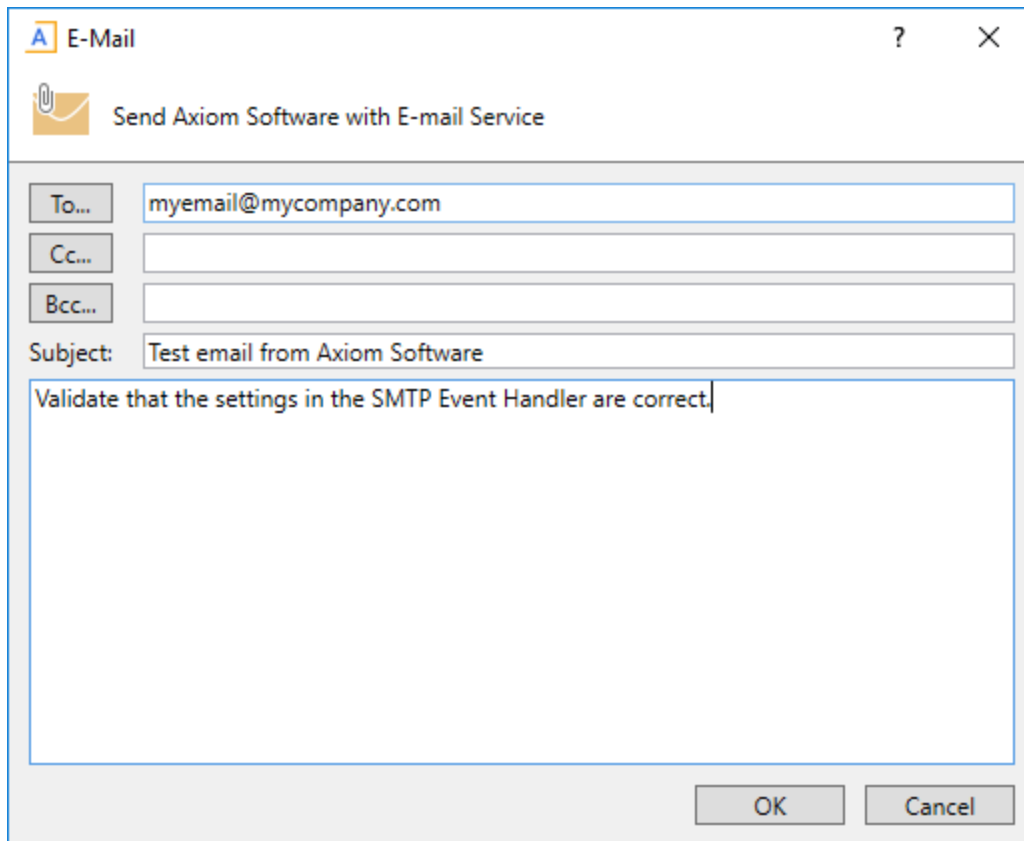 A E-Mail ?
Send Axiom Software with E-mail Service
To... myemail@mycompany.com
Cc...
Bcc...
Subject: Test email from Axiom Software
Validate that the settings in the SMTP Event Handler are correct.
OK Cancel